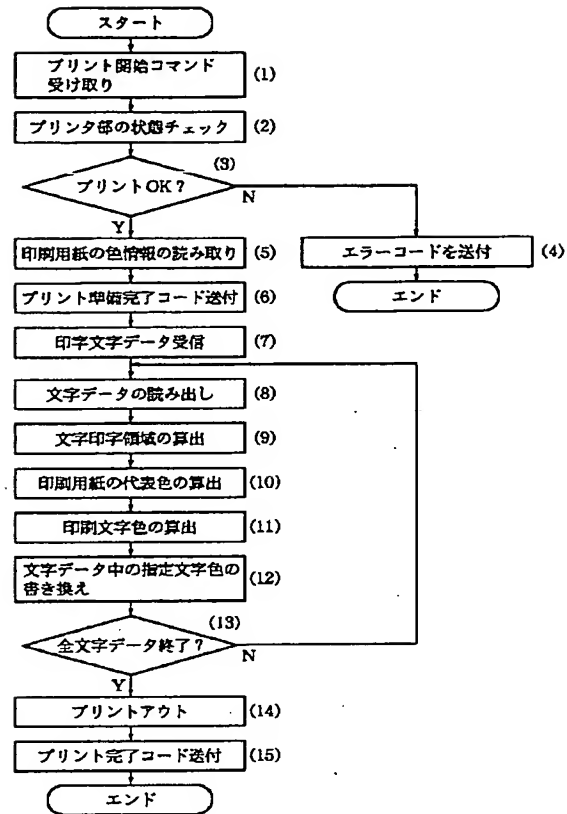 スタート
プリント開始コマンド
受け取り
(1)
プリンタ部の状態チェック
(2)
(3)
プリントOK?
N
Y
印刷用紙の色情報の読み取り
(5)
エラーコードを送付
(4)
プリント準備完了コード送付
(6)
エンド
印字文字データ受信
(7)
文字データの読み出し
(8)
文字印字領域の算出
(9)
印刷用紙の代表色の算出
(10)
印刷文字色の算出
(11)
文字データ中の指定文字色の
書き換え
(12)
(13)
全文字データ終了?
N
Y
プリントアウト
(14)
プリント完了コード送付
(15)
エンド